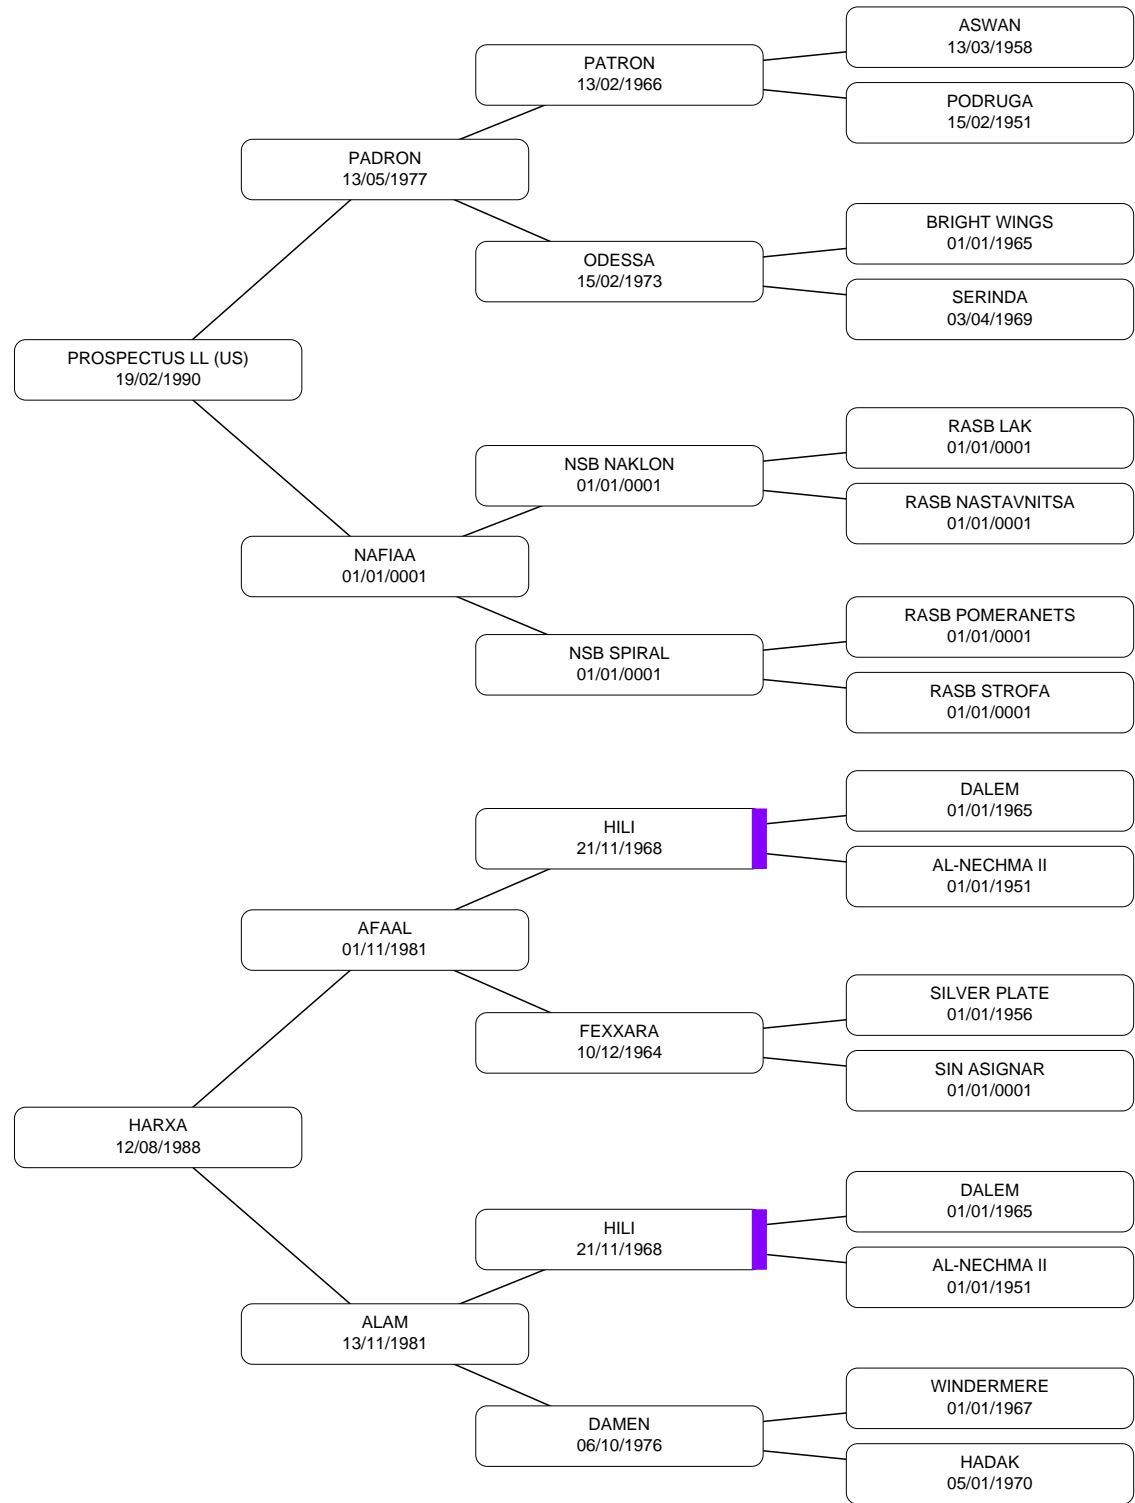 ASWAN
13/03/1958
PATRON
13/02/1966
PODRUGA
15/02/1951
PADRON
13/05/1977
BRIGHT WINGS
01/01/1965
ODESSA
15/02/1973
SERINDA
03/04/1969
PROSPECTUS LL (US)
19/02/1990
RASB LAK
01/01/0001
NSB NAKLON
01/01/0001
RASB NASTAVNITSA
01/01/0001
NAFIAA
01/01/0001
RASB POMERANETS
01/01/0001
NSB SPIRAL
01/01/0001
RASB STROFA
01/01/0001
DALEM
01/01/1965
HILI
21/11/1968
AL-NECHMA II
01/01/1951
AFAAL
01/11/1981
SILVER PLATE
01/01/1956
FEXXARA
10/12/1964
SIN ASIGNAR
01/01/0001
HARXA
12/08/1988
DALEM
01/01/1965
HILI
21/11/1968
AL-NECHMA II
01/01/1951
ALAM
13/11/1981
WINDERMERE
01/01/1967
DAMEN
06/10/1976
HADAK
05/01/1970